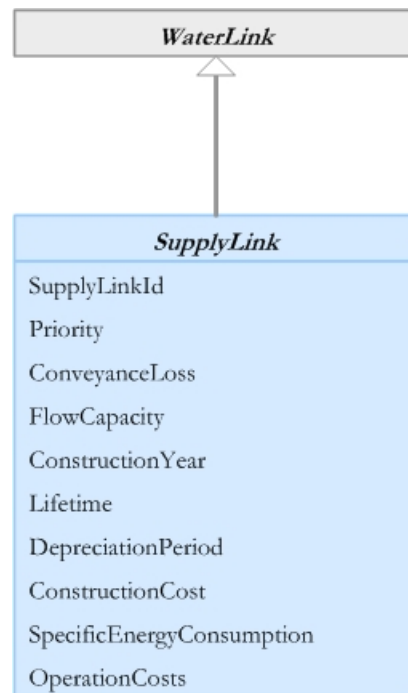 WaterLink
SupplyLink
SupplyLinkId
Priority
ConveyanceLoss
FlowCapacity
ConstructionYear
Lifetime
DepreciationPeriod
ConstructionCost
SpecificEnergyConsumption
OperationCosts